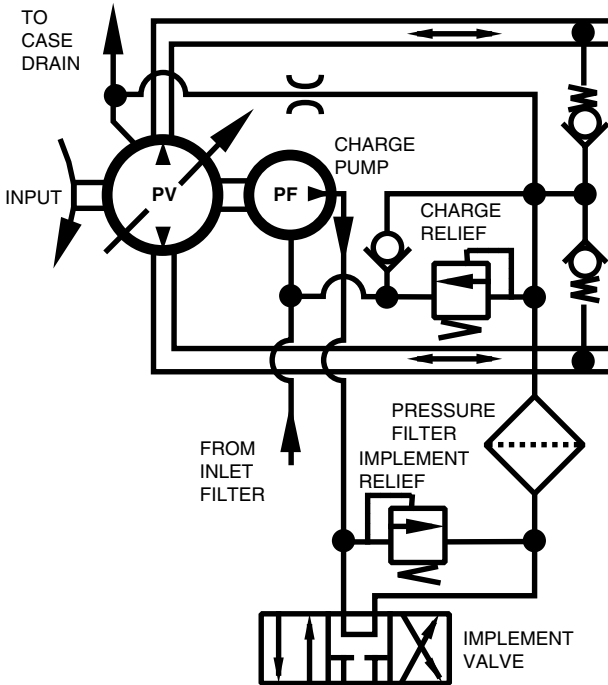 TO
CASE
DRAIN
INPUT
PV
PF
CHARGE
PUMP
CHARGE
RELIEF
FROM
INLET
FILTER
PRESSURE
FILTER
IMPLEMENT
RELIEF
IMPLEMENT
VALVE